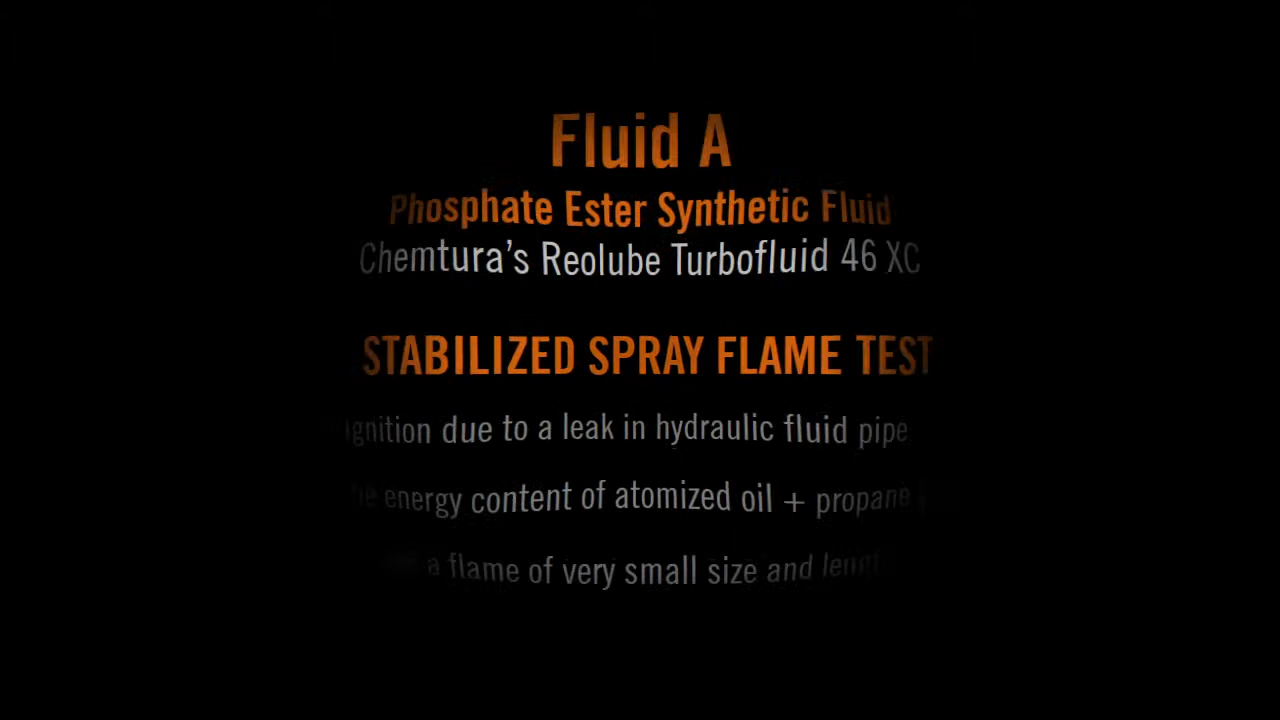 Fluid A
Phosphate Ester Synthetic Fluid
Chemtura's Reolube Turbofluid 46 XC
STABILIZED SPRAY FLAME TEST
ignition due to a leak in hydraulic fluid pipe
energy content of atomized oil + propane
a flame of very small size and length